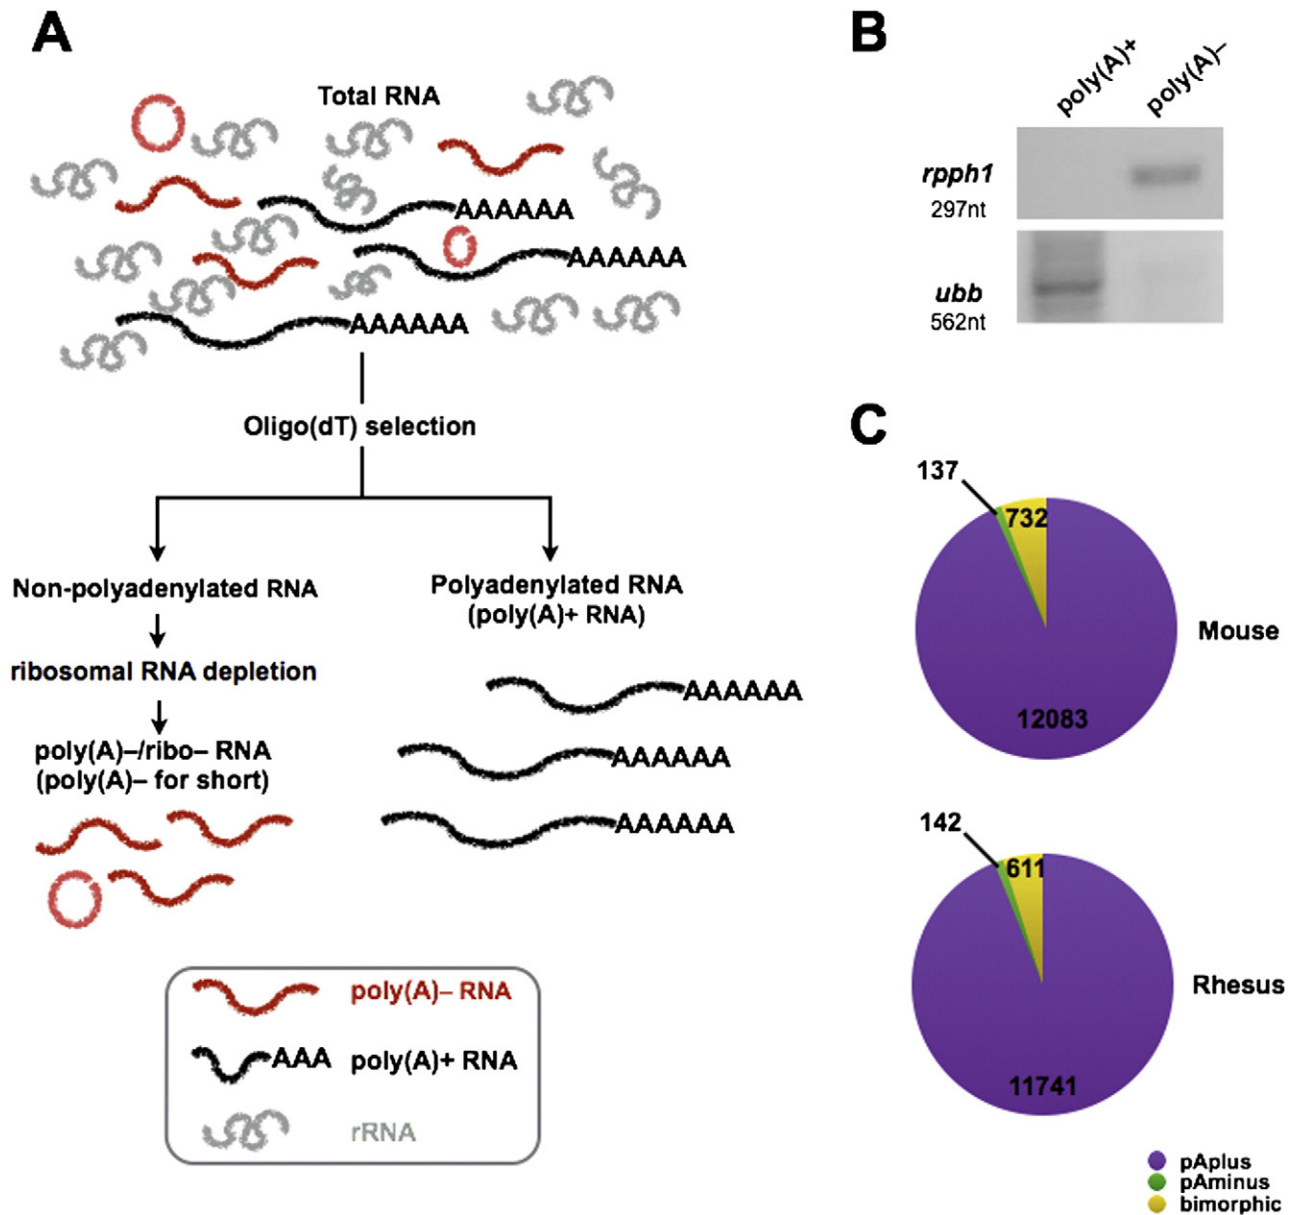 A
Total RNA
AAAAAA
AAAAAA
AAAAAA
Oligo(dT) selection
Non-polyadenylated RNA
Polyadenylated RNA
(poly(A)+ RNA)
ribosomal RNA depletion
poly(A)–/ribo– RNA
(poly(A)– for short)
AAAAAA
AAAAAA
AAAAAA
poly(A)– RNA
AAA poly(A)+ RNA
rRNA
B
poly(A)+
poly(A)–
rpph1
297nt
ubb
562nt
C
137
732
12083
Mouse
142
611
11741
Rhesus
pAplus
pAminus
bimorphic